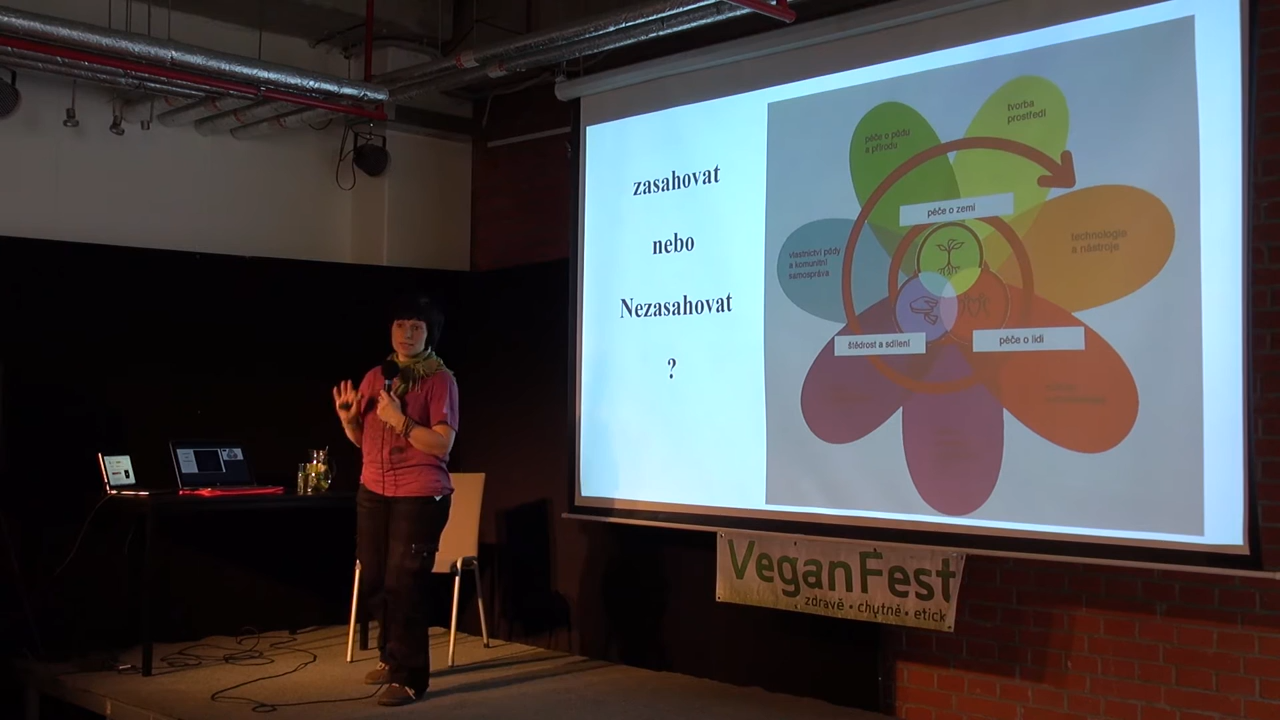 zasahovat
nebo
Nezasahovat
?
péče o půdu
a přírodu
tvorba
prostředí
péče o zemi
technologie
a nástroje
vlastnictví půdy
a komunitní
samospráva
štědrost a sdílení
péče o lidi
VeganFest
zdravě • chutně • etick